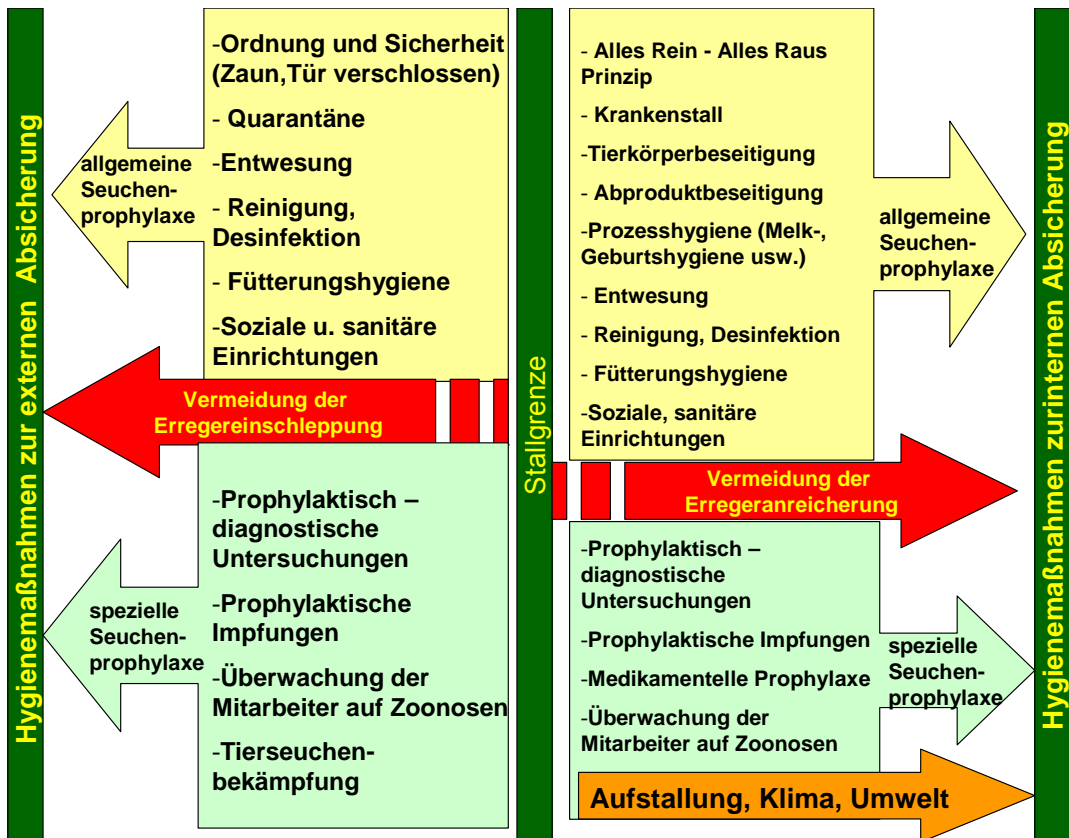 Hygienemaßnahmen zur externen Absicherung
allgemeine
Seuchen-
prophylaxe
-Ordnung und Sicherheit
(Zaun,Tür verschlossen)
- Quarantäne
-Entwesung
- Reinigung,
Desinfektion
- Fütterungshygiene
-Soziale u. sanitäre
Einrichtungen
Vermeidung der
Erregereinschleppung
spezielle
Seuchen-
prophylaxe
-Prophylaktisch –
diagnostische
Untersuchungen
-Prophylaktische
Impfungen
-Überwachung der
Mitarbeiter auf Zoonosen
-Tierseuchen-
bekämpfung
Stallgrenze
- Alles Rein - Alles Raus
Prinzip
- Krankenstall
-Tierkörperbeseitigung
- Abproduktbeseitigung
-Prozesshygiene (Melk-,
Geburtshygiene usw.)
- Entwesung
- Reinigung, Desinfektion
- Fütterungshygiene
-Soziale, sanitäre
Einrichtungen
allgemeine
Seuchen-
prophylaxe
Vermeidung der
Erregeranreicherung
-Prophylaktisch –
diagnostische
Untersuchungen
-Prophylaktische Impfungen
-Medikamentelle Prophylaxe
-Überwachung der
Mitarbeiter auf Zoonosen
spezielle
Seuchen-
prophylaxe
Aufstallung, Klima, Umwelt
Hygienemaßnahmen zurinternen Absicherung